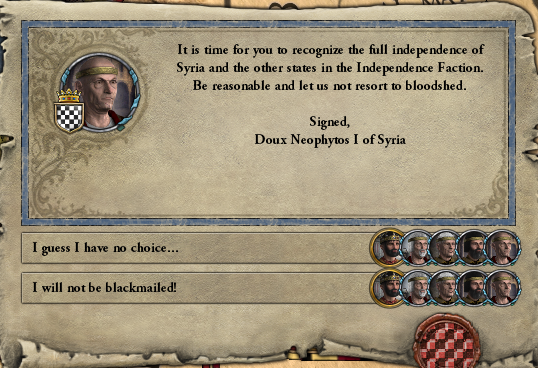 It is time for you to recognize the full independence of
Syria and the other states in the Independence Faction.
Be reasonable and let us not resort to bloodshed.
Signed,
Doux Neophytos I of Syria
I guess I have no choice...
I will not be blackmailed!